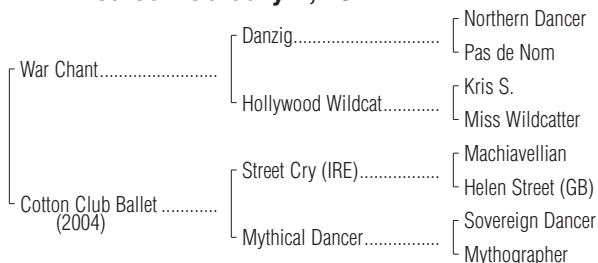 Northern Dancer
Danzig
Pas de Nom
War Chant
Kris S.
Hollywood Wildcat
Miss Wildcatter
Machiavellian
Street Cry (IRE)
Helen Street (GB)
Cotton Club Ballet
(2004)
Sovereign Dancer
Mythical Dancer
Mythographer